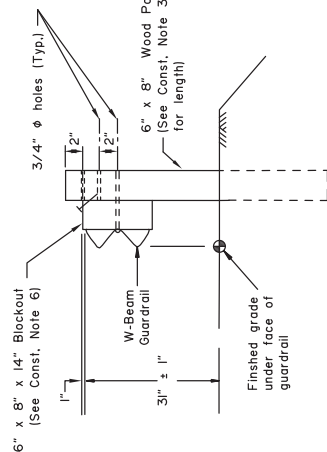 3/4" φ holes (Typ.)
6" x 8" Wood
(See Const. Note 3
for length)
2"
2"
6" x 8" x 14" Blockout
(See Const. Note 6)
1"
W-Beam
Guardrail
31" ± 1"
Finshed grade
under face of
guardrail